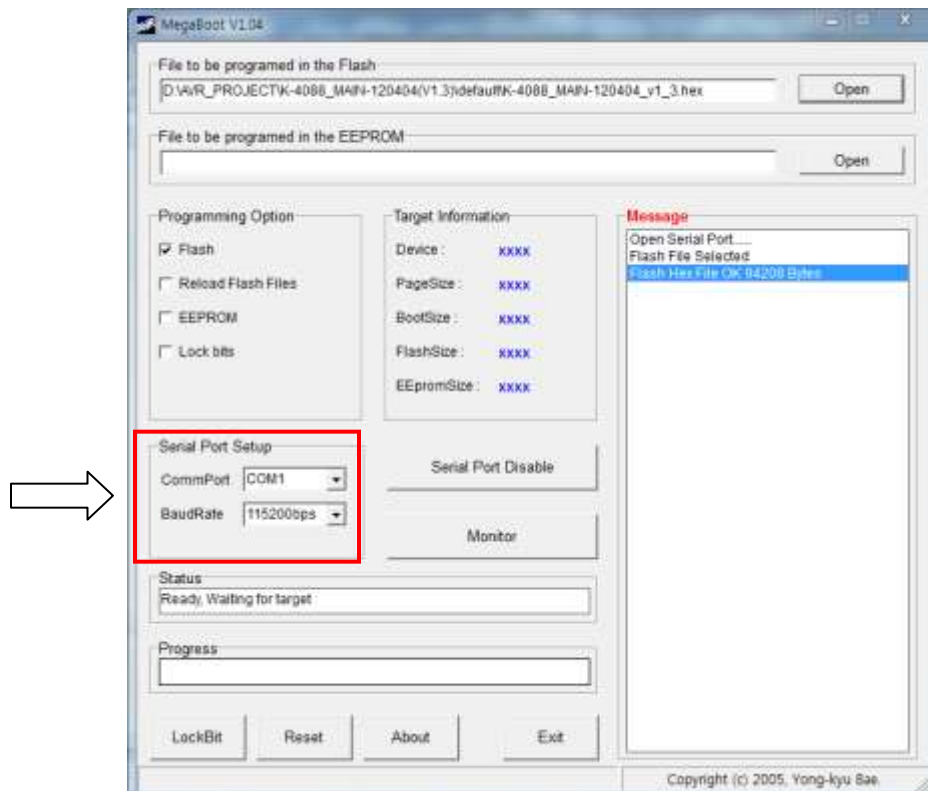 MegaBoot V1.04
File to be programed in the Flash
D:\AVR_PROJECT\K-4088_MAIN-120404(V1.3)\default\K-4088_MAIN-120404_v1_3.hex
Open
File to be programed in the EEPROM
Open
Programming Option
Flash
Reload Flash Files
EEPROM
Lock bits
Target Information
Device : xxxx
PageSize : xxxx
BootSize : xxxx
FlashSize : xxxx
EEpromSize : xxxx
Message
Open Serial Port.....
Flash File Selected
Flash Hex File OK 94208 Bytes
Serial Port Setup
CommPort COM1
BaudRate 115200bps
Serial Port Disable
Monitor
Status
Ready, Waiting for target
Progress
LockBit
Reset
About
Exit
Copyright (c) 2005, Yong-kyu Bae.